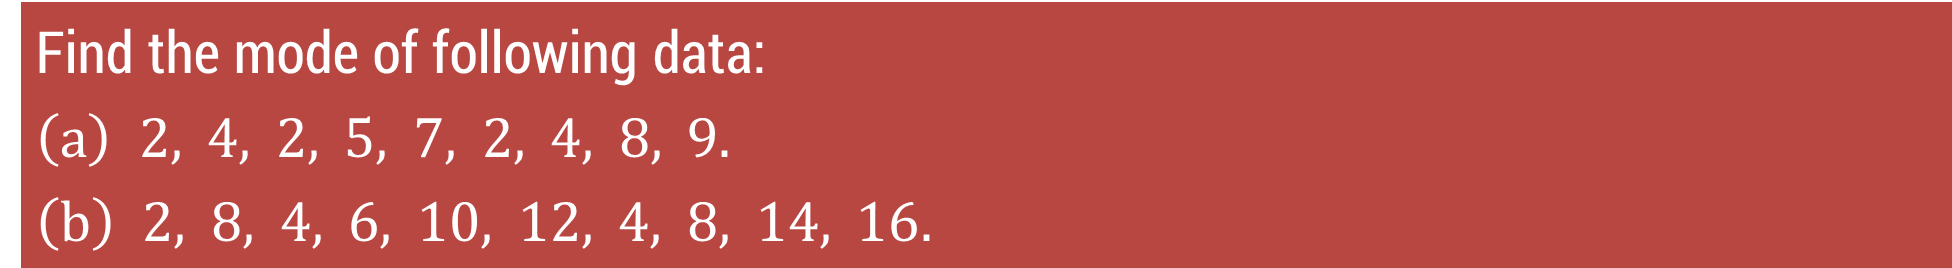 Find the mode of following data:
(a) 2, 4, 2, 5, 7, 2, 4, 8, 9.
(b) 2, 8, 4, 6, 10, 12, 4, 8, 14, 16.